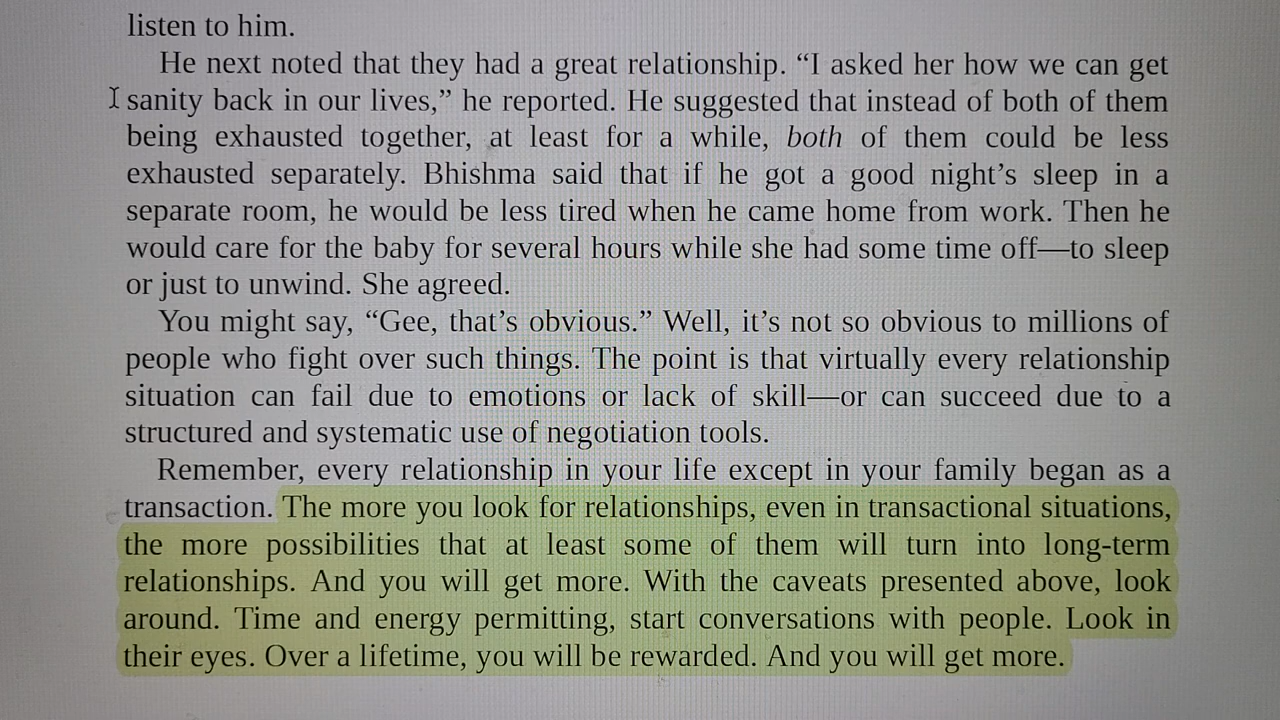 listen to him.
He next noted that they had a great relationship. “I asked her how we can get
sanity back in our lives,” he reported. He suggested that instead of both of them
being exhausted together, at least for a while, both of them could be less
exhausted separately. Bhishma said that if he got a good night’s sleep in a
separate room, he would be less tired when he came home from work. Then he
would care for the baby for several hours while she had some time off—to sleep
or just to unwind. She agreed.
You might say, “Gee, that’s obvious.” Well, it’s not so obvious to millions of
people who fight over such things. The point is that virtually every relationship
situation can fail due to emotions or lack of skill—or can succeed due to a
structured and systematic use of negotiation tools.
Remember, every relationship in your life except in your family began as a
transaction. The more you look for relationships, even in transactional situations,
the more possibilities that at least some of them will turn into long-term
relationships. And you will get more. With the caveats presented above, look
around. Time and energy permitting, start conversations with people. Look in
their eyes. Over a lifetime, you will be rewarded. And you will get more.